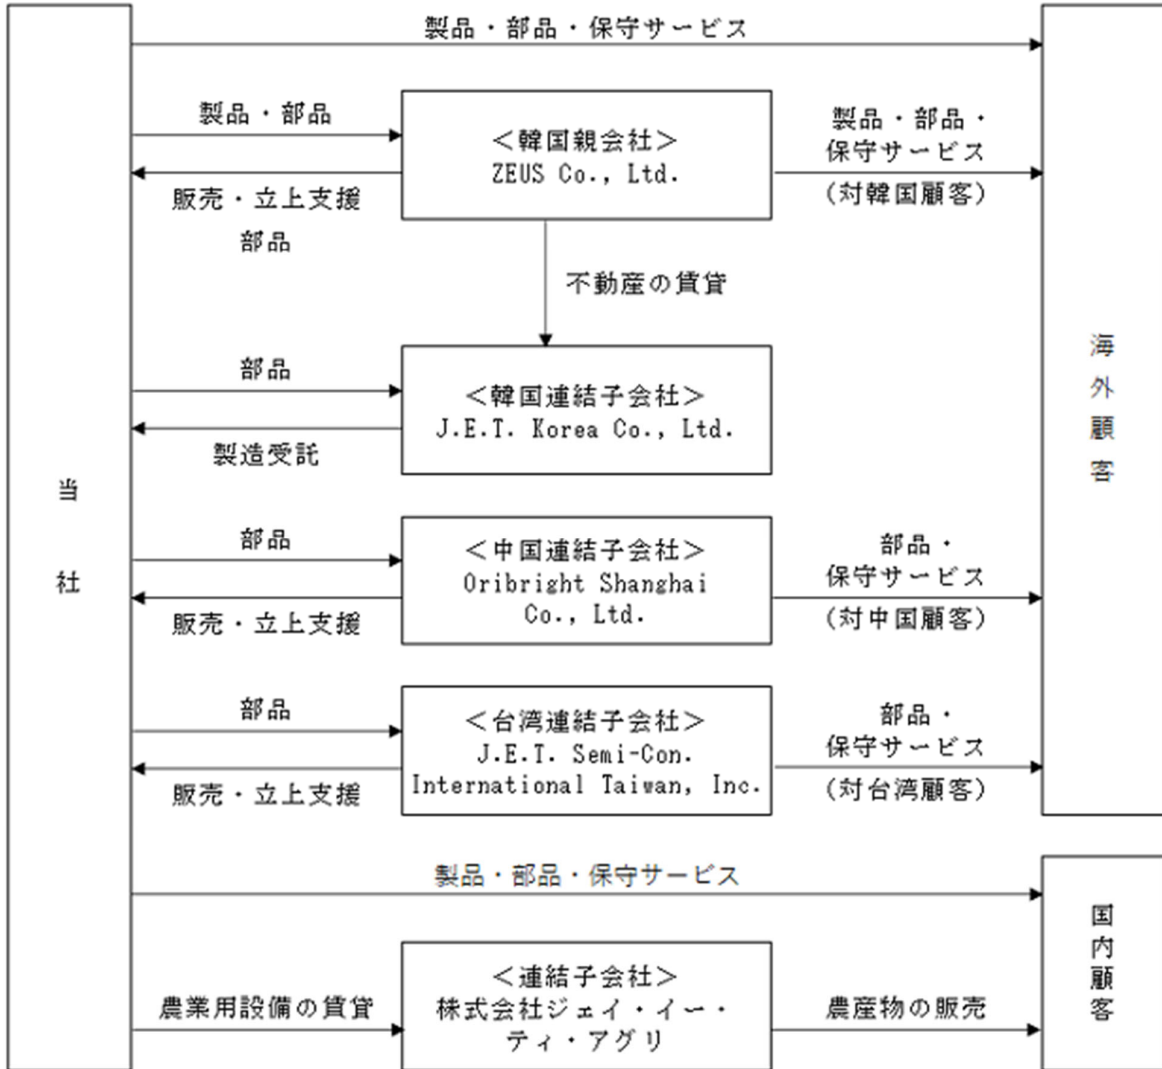 製品・部品・保守サービス
製品・部品
販売・立上支援
部品
<韓国親会社>
ZEUS Co., Ltd.
製品・部品・
保守サービス
(対韓国顧客)
不動産の賃貸
部品
製造受託
<韓国連結子会社>
J.E.T. Korea Co., Ltd.
当
社
海
外
顧
客
部品
販売・立上支援
<中国連結子会社>
Oribright Shanghai
Co., Ltd.
部品・
保守サービス
(対中国顧客)
部品
販売・立上支援
<台湾連結子会社>
J.E.T. Semi-Con.
International Taiwan, Inc.
部品・
保守サービス
(対台湾顧客)
製品・部品・保守サービス
農業用設備の賃貸
<連結子会社>
株式会社ジェイ・イー・
ティ・アグリ
農産物の販売
国
内
顧
客